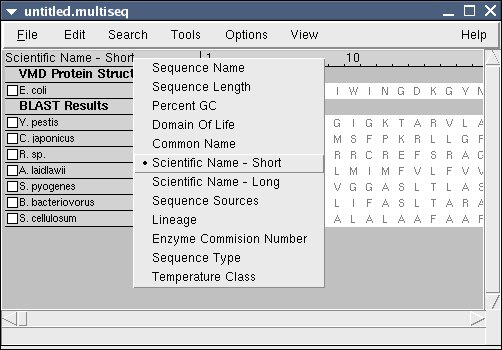 untitled.multiseq
File Edit Search Tools Options View Help
Scientific Name - Short 1 10
VMD Protein Struct
E. coli I W I N G D K G Y N
BLAST Results
Y. pestis G I G K T A R V L A
C. japonicus M S F P K R L L G F
R. sp. R R C R E F S R A G
A. laidlawii L M I M F V L F V
S. pyogenes V G G A S L T L A S
B. bacteriovorus L I F A S L T A R A
S. cellulosum A L A L A A F A A F
Sequence Name
Sequence Length
Percent GC
Domain Of Life
Common Name
Scientific Name - Short
Scientific Name - Long
Sequence Sources
Lineage
Enzyme Commision Number
Sequence Type
Temperature Class